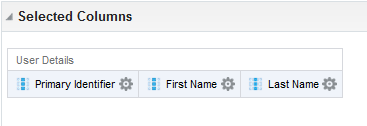 Selected Columns
User Details
Primary Identifier First Name Last Name